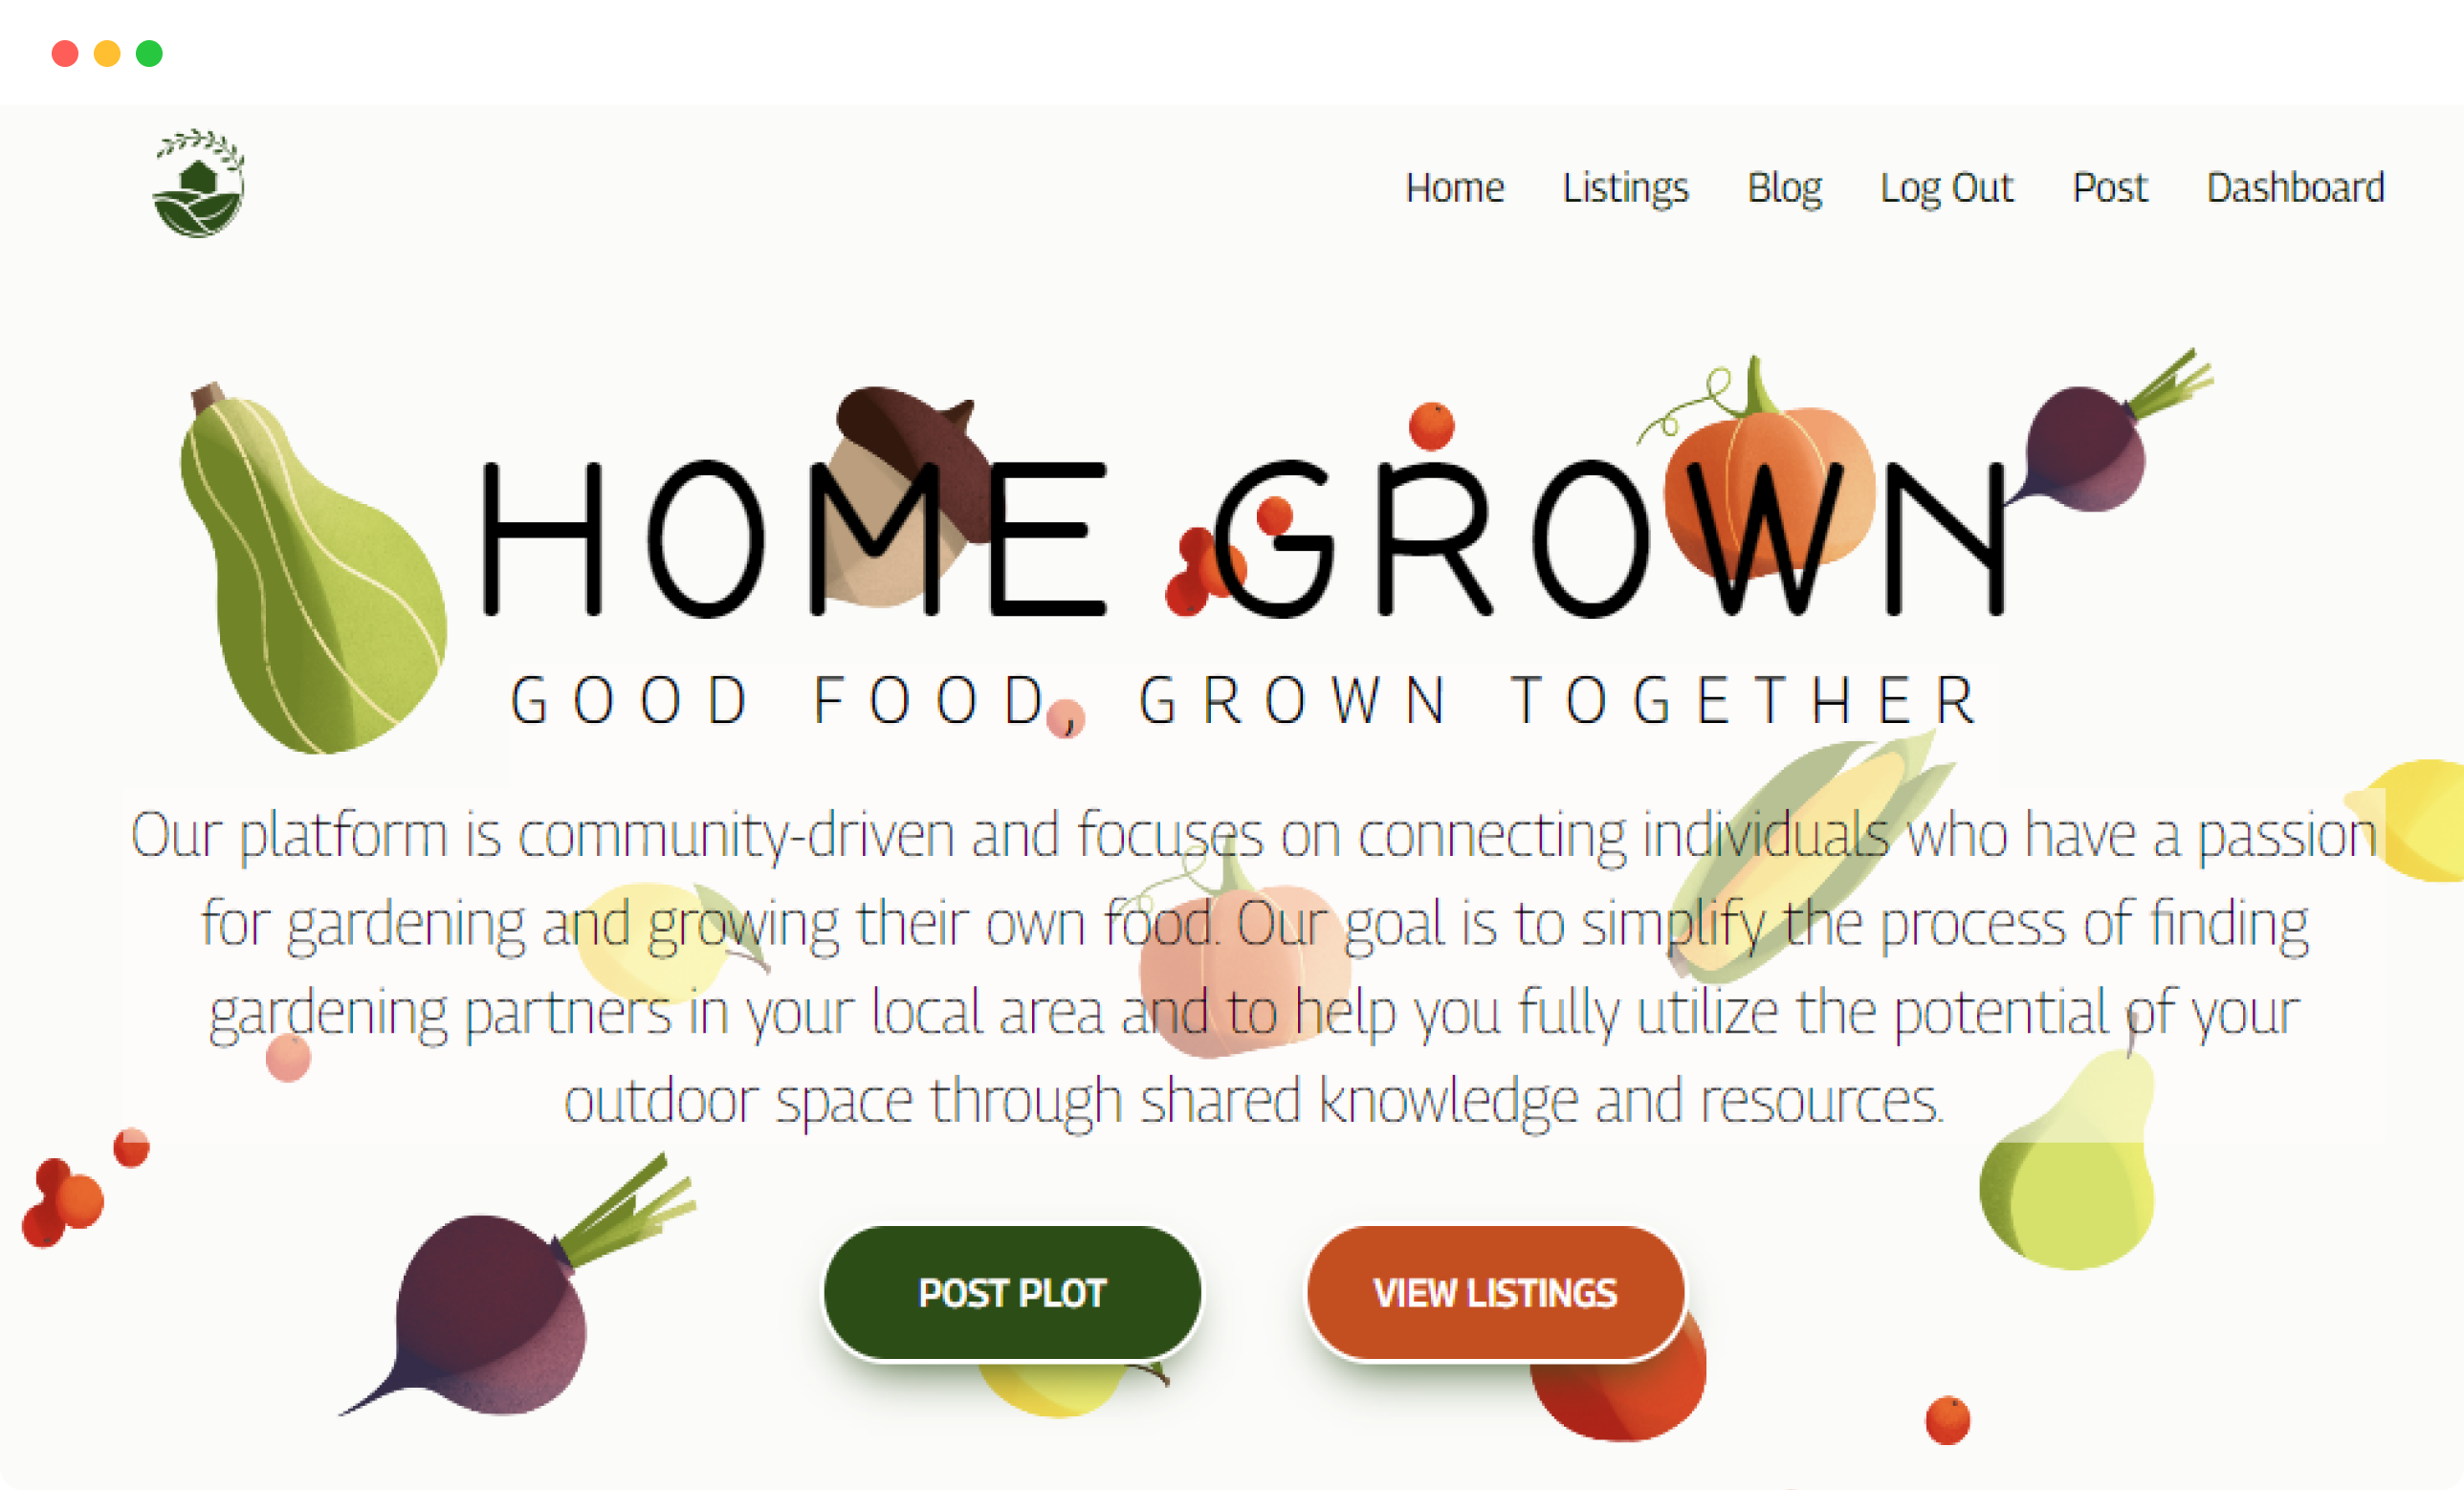 Home Listings Blog Log Out Post Dashboard
HOME GROWN
GOOD FOOD, GROWN TOGETHER
Our platform is community-driven and focuses on connecting individuals who have a passion
for gardening and growing their own food. Our goal is to simplify the process of finding
gardening partners in your local area and to help you fully utilize the potential of your
outdoor space through shared knowledge and resources.
POST PLOT VIEW LISTINGS